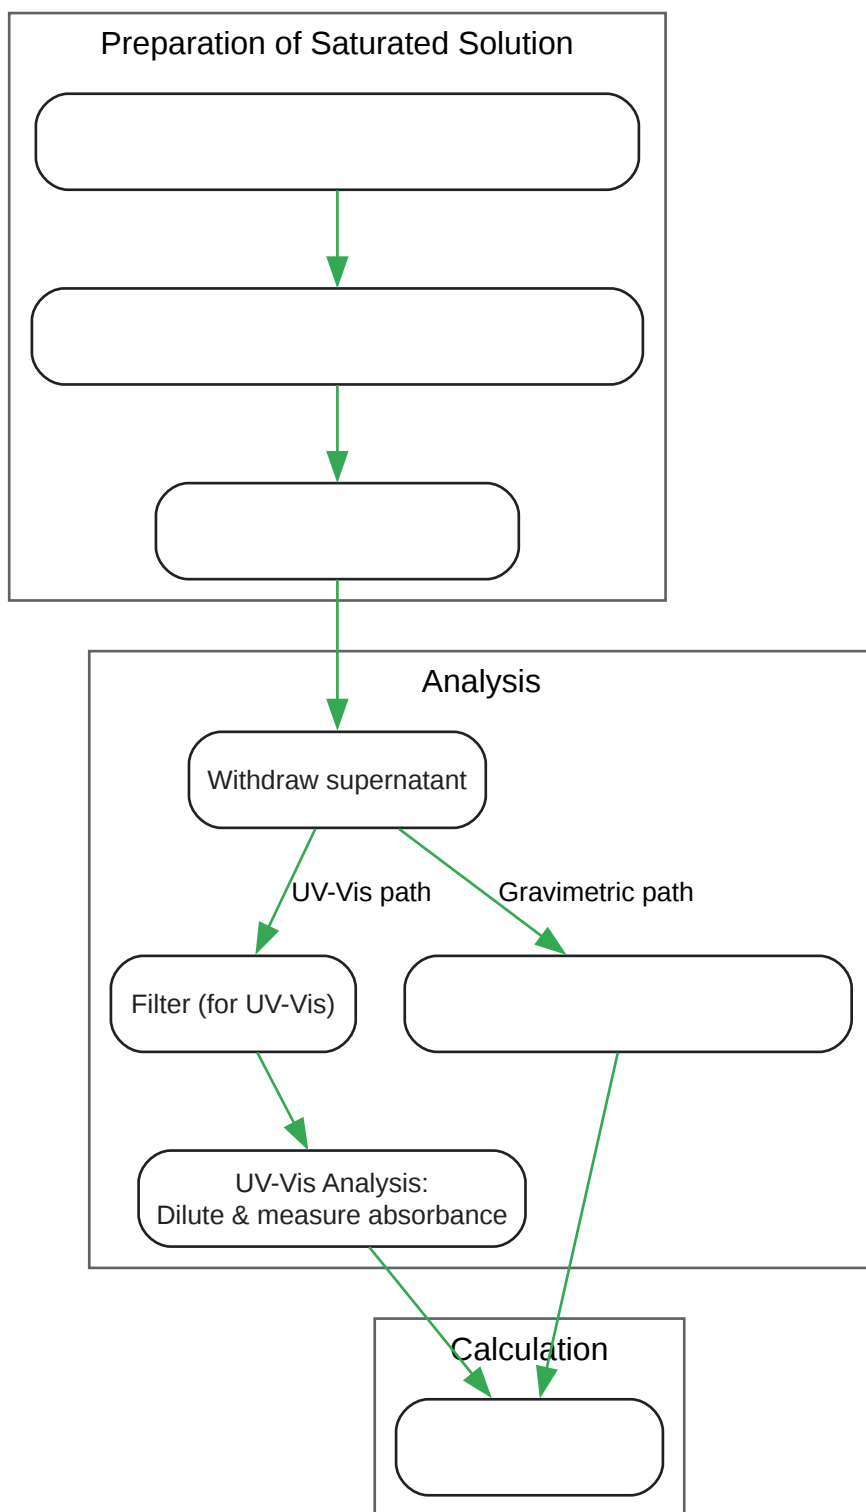 Preparation of Saturated Solution
Analysis
Withdraw supernatant
UV-Vis path
Gravimetric path
Filter (for UV-Vis)
UV-Vis Analysis:
Dilute & measure absorbance
Calculation